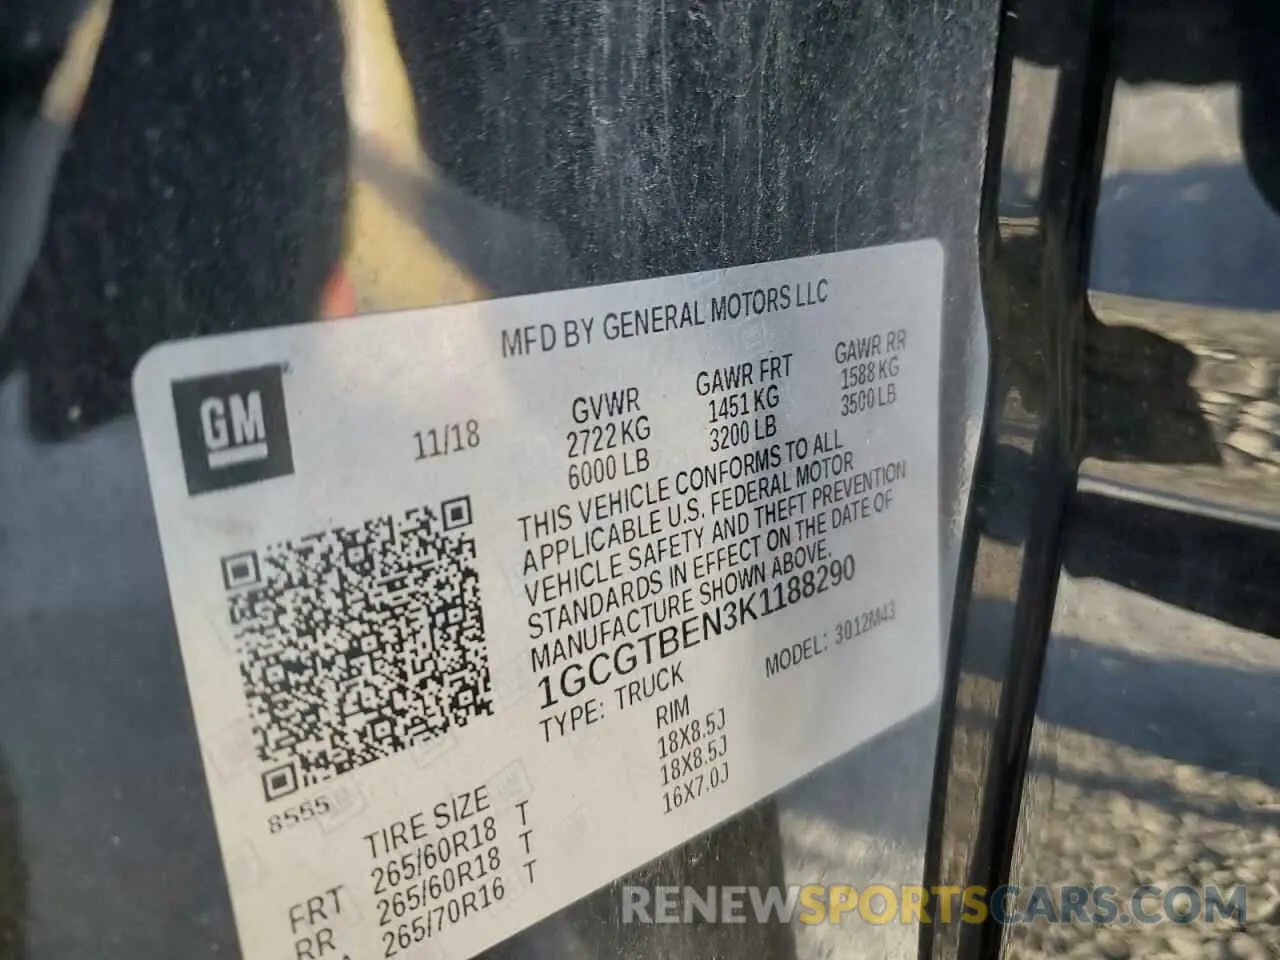 MFD BY GENERAL MOTORS LLC
GM
11/18
GVWR
2722 KG
6000 LB
GAWR FRT
1451 KG
3200 LB
GAWR RR
1588 KG
3500 LB
THIS VEHICLE CONFORMS TO ALL
APPLICABLE U.S. FEDERAL MOTOR
VEHICLE SAFETY AND THEFT PREVENTION
STANDARDS IN EFFECT ON THE DATE OF
MANUFACTURE SHOWN ABOVE.
1GCGTBEN3K1188290
TYPE: TRUCK
MODEL: 3012M43
8555
TIRE SIZE
RIM
FRT 265/60R18 T 18X8.5J
RR 265/60R18 T 18X8.5J
265/70R16 T 16X7.0J
RENEWSPORTSCARS.COM